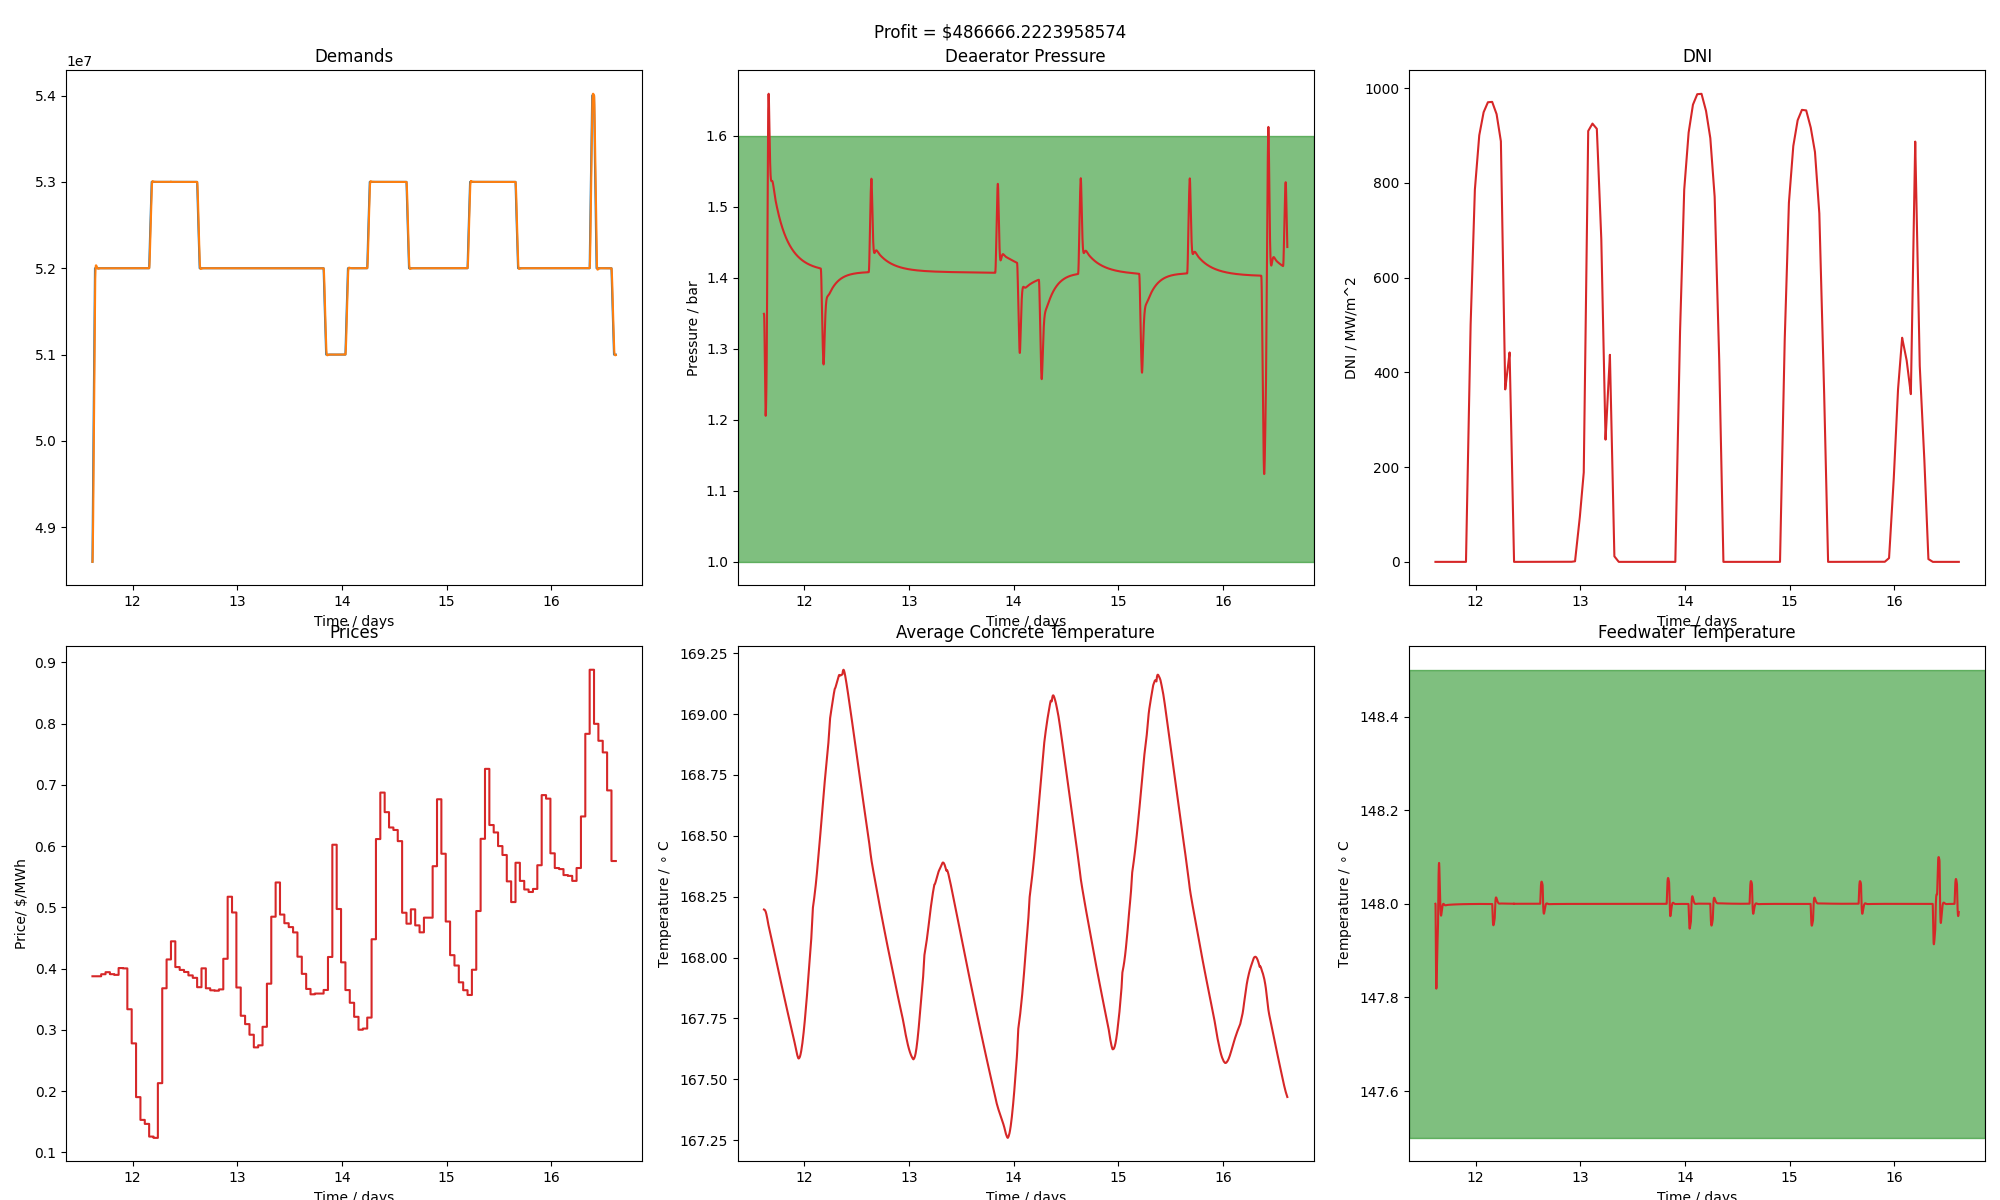 Profit = $486666.2223958574
Demands
1e7
5.4
5.3
5.2
5.1
5.0
4.9
12 13 14 15 16
Time / days
Deaerator Pressure
Pressure / bar
1.6
1.5
1.4
1.3
1.2
1.1
1.0
12 13 14 15 16
Time / days
DNI
DNI / MW/m^2
1000
800
600
400
200
0
12 13 14 15 16
Time / days
Prices
Price/ $/MWh
0.9
0.8
0.7
0.6
0.5
0.4
0.3
0.2
0.1
12 13 14 15 16
Time / days
Average Concrete Temperature
Temperature / ∘ C
169.25
169.00
168.75
168.50
168.25
168.00
167.75
167.50
167.25
12 13 14 15 16
Time / days
Feedwater Temperature
Temperature / ∘ C
148.4
148.2
148.0
147.8
147.6
12 13 14 15 16
Time / days